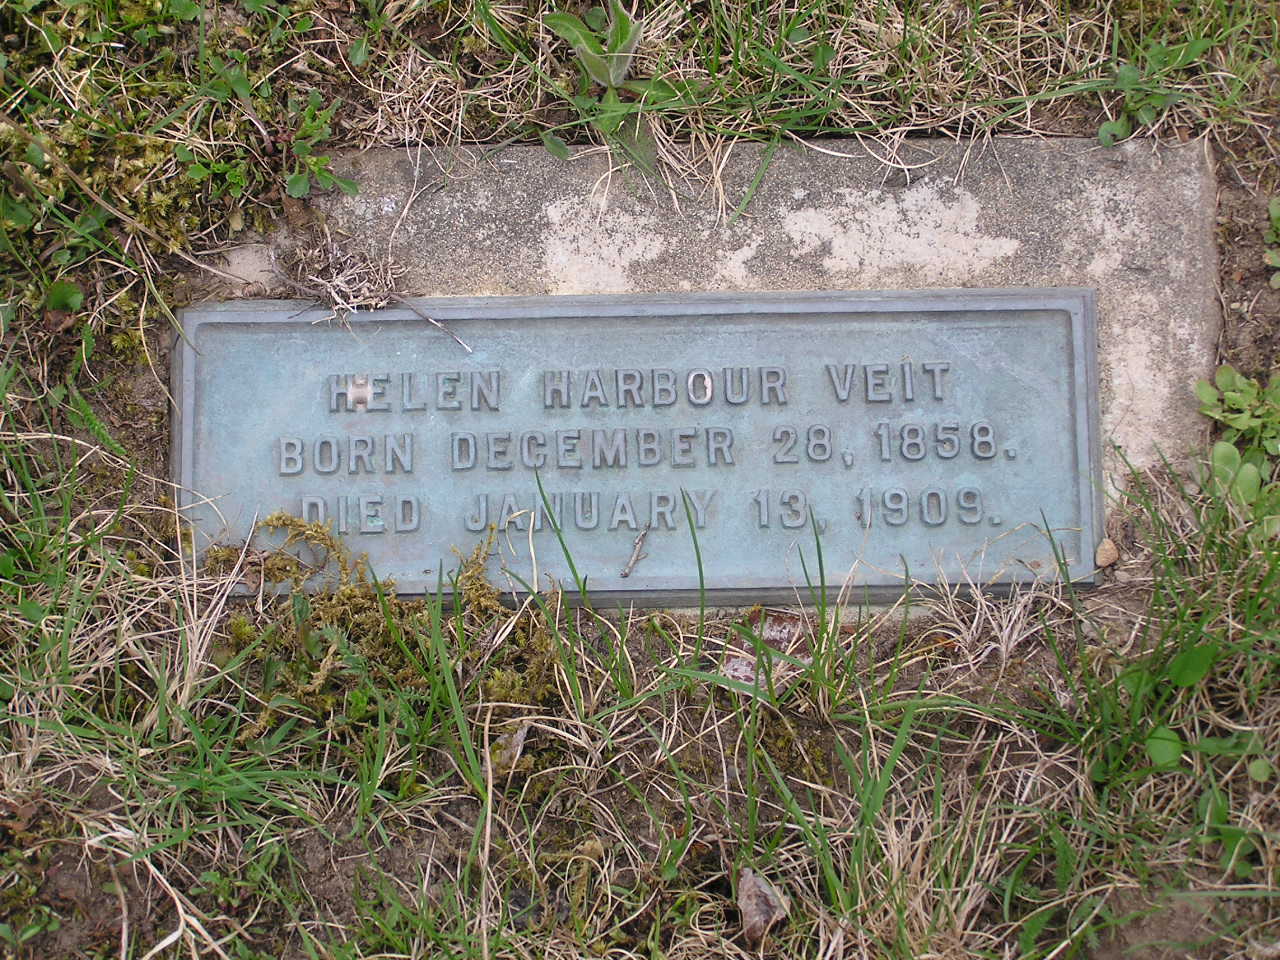 HELEN HARBOUR VEIT
BORN DECEMBER 28, 1858.
DIED JANUARY 13, 1909.